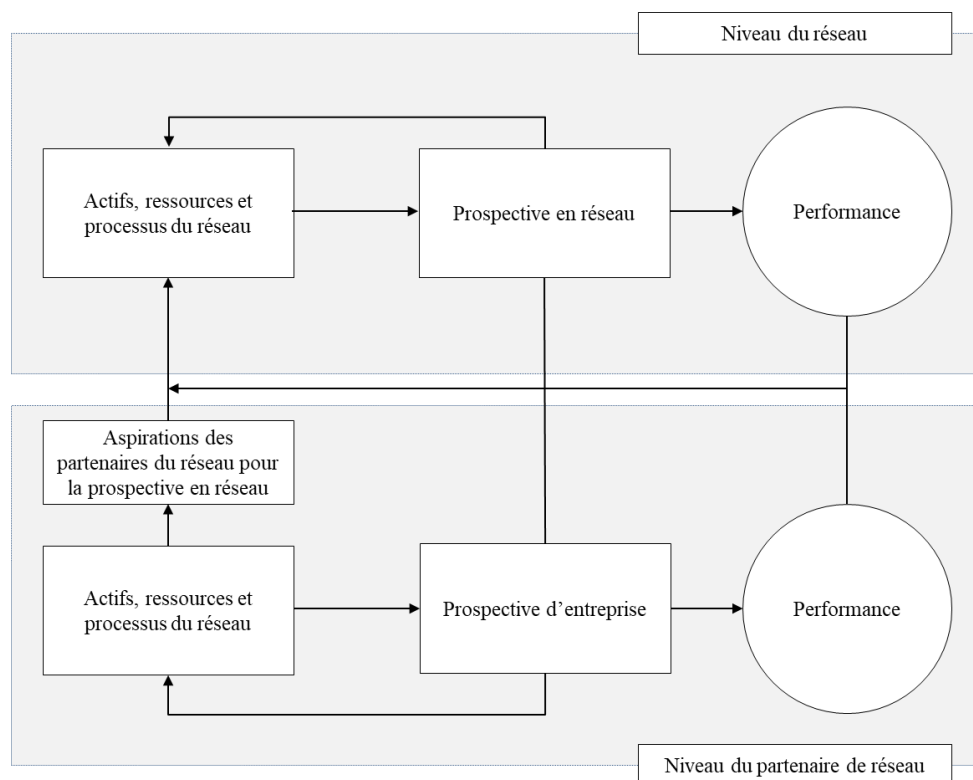 Niveau du réseau
Actifs, ressources et
processus du réseau
Prospective en réseau
Performance
Aspirations des
partenaires du réseau pour
la prospective en réseau
Actifs, ressources et
processus du réseau
Prospective d’entreprise
Performance
Niveau du partenaire de réseau